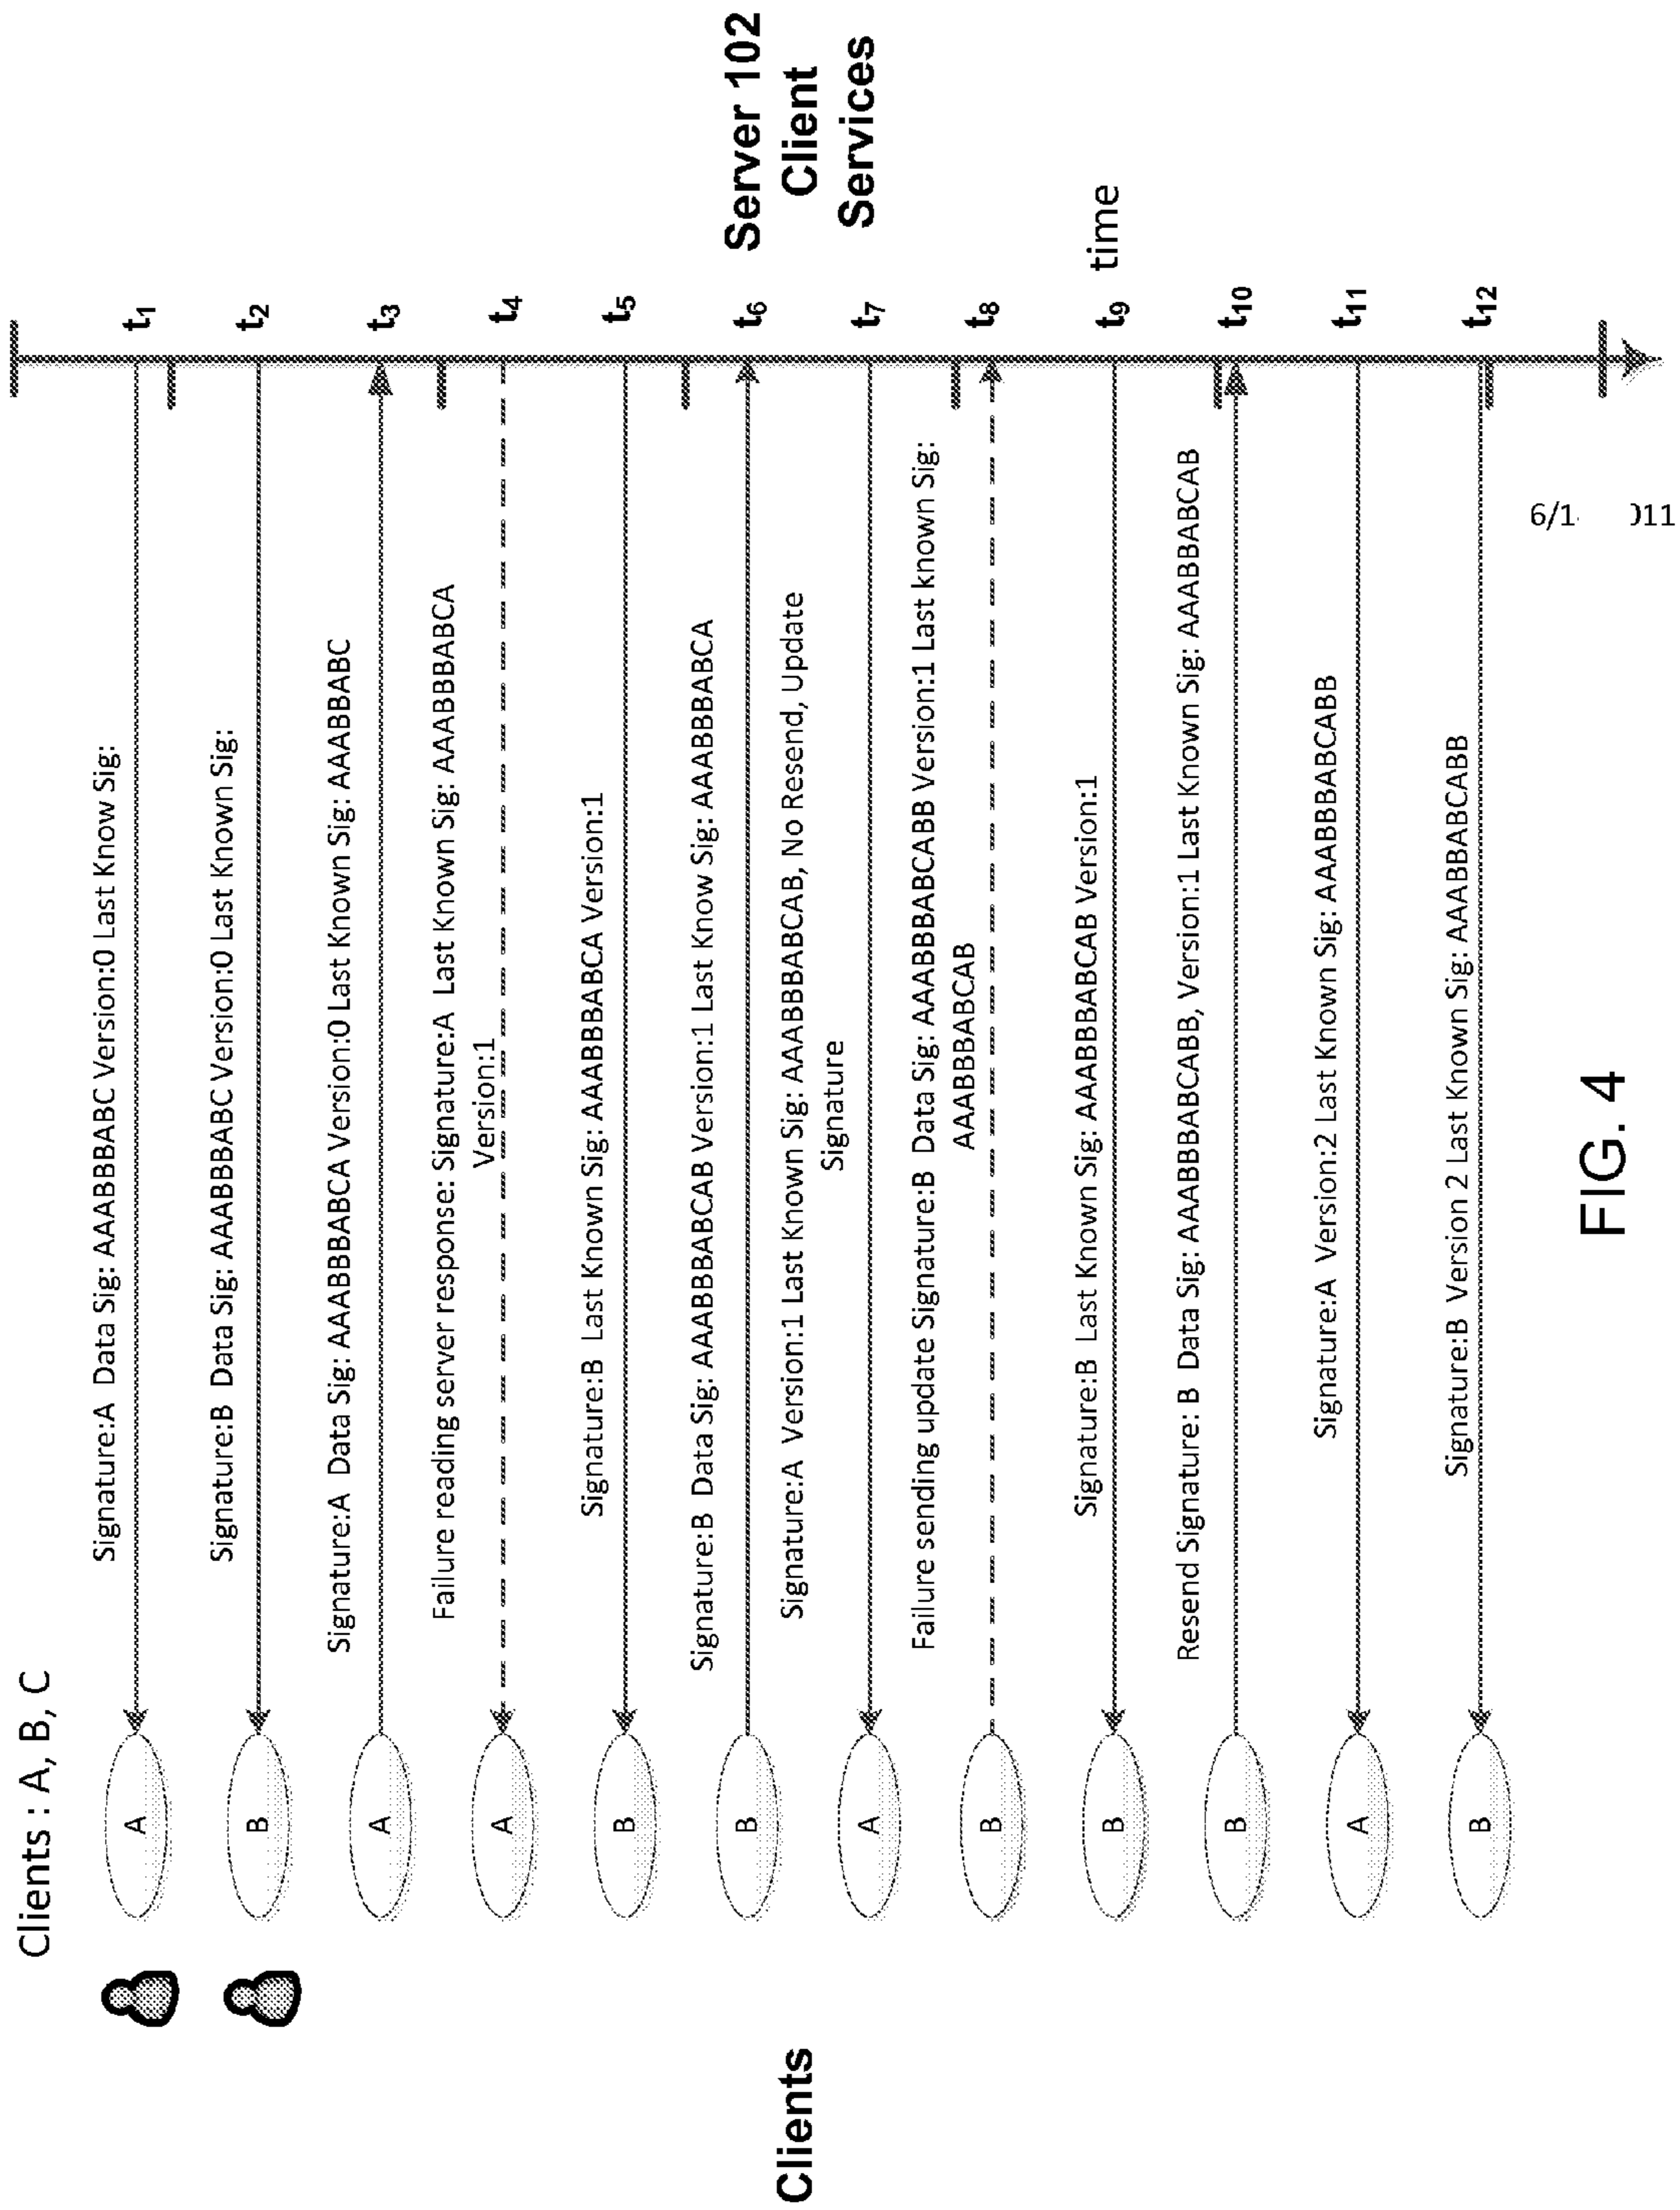 Clients : A, B, C
Clients
Server 102
Client
Services
time
A
Signature:A Data Sig: AAABBBABC Version:0 Last Know Sig:
t1
B
Signature:B Data Sig: AAABBBABC Version:0 Last Known Sig:
t2
A
Signature:A Data Sig: AAABBBABCA Version:0 Last Known Sig: AAABBBABC
t3
A
Failure reading server response: Signature:A Last Known Sig: AAABBBABCA
Version:1
t4
B
Signature:B Last Known Sig: AAABBBABCA Version:1
t5
B
Signature:B Data Sig: AAABBBABCAB Version:1 Last Know Sig: AAABBBABCA
t6
A
Signature:A Version:1 Last Known Sig: AAABBBABCAB, No Resend, Update
Signature
t7
B
Failure sending update Signature:B Data Sig: AAABBBABCABB Version:1 Last known Sig:
AAABBBABCAB
t8
B
Signature:B Last Known Sig: AAABBBABCAB Version:1
t9
B
Resend Signature: B Data Sig: AAABBBABCABB, Version:1 Last Known Sig: AAABBABCAB
t10
A
Signature:A Version:2 Last Known Sig: AAABBBABCABB
t11
B
Signature:B Version 2 Last Known Sig: AAABBABCABB
t12
6/1
FIG. 4